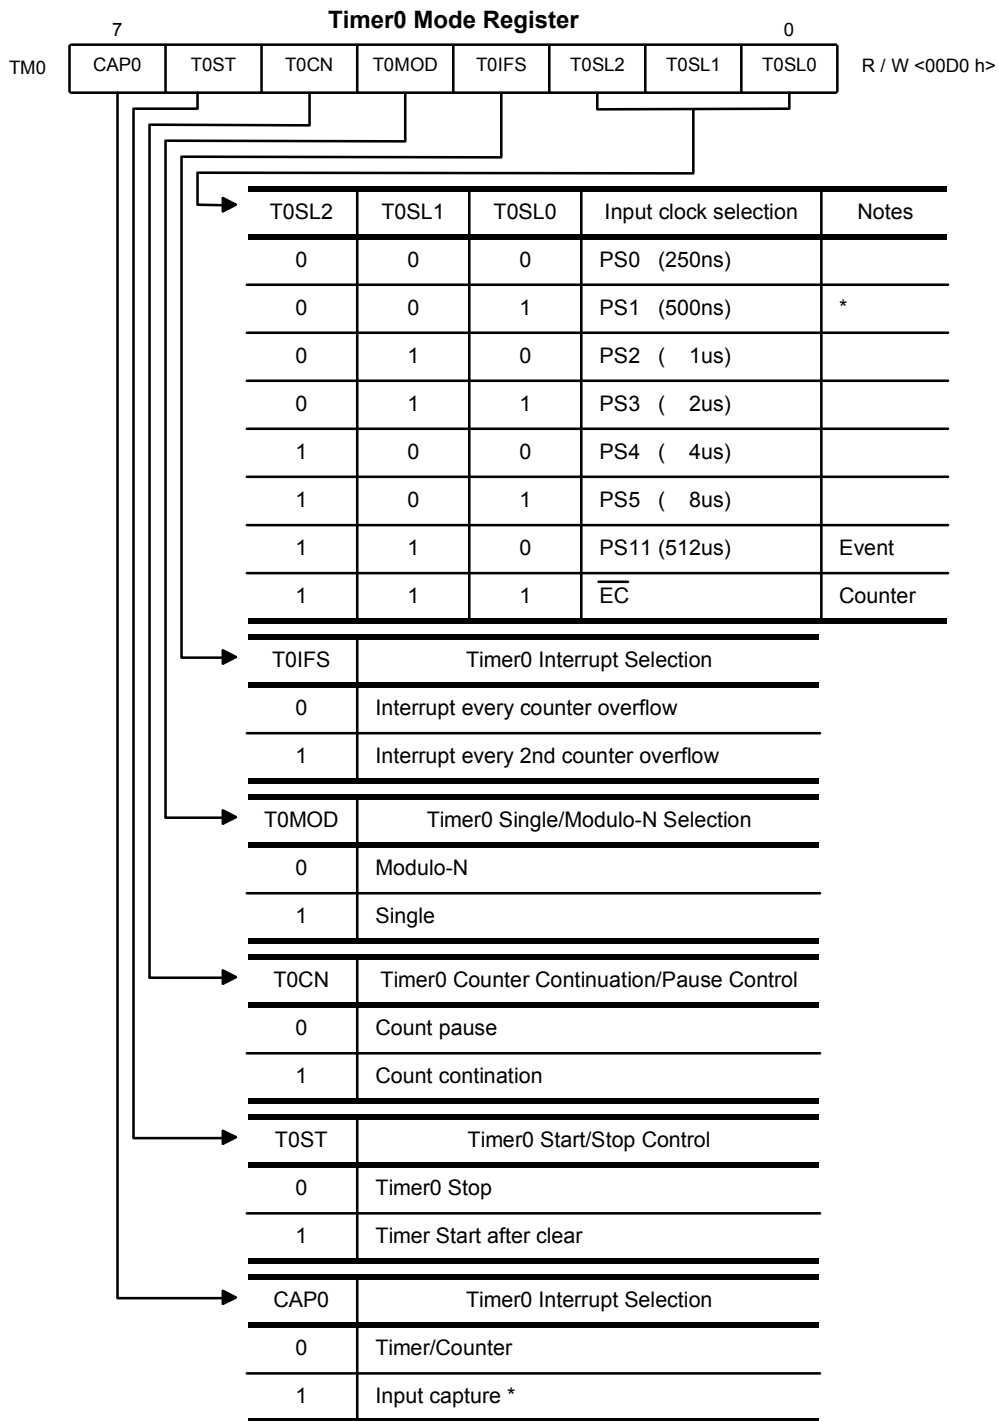 Timer0 Mode Register
7 0
TM0 CAP0 T0ST T0CN T0MOD T0IFS T0SL2 T0SL1 T0SL0 R / W <00D0 h>
T0SL2 T0SL1 T0SL0 Input clock selection Notes
0 0 0 PS0 (250ns)
0 0 1 PS1 (500ns) *
0 1 0 PS2 ( 1us)
0 1 1 PS3 ( 2us)
1 0 0 PS4 ( 4us)
1 0 1 PS5 ( 8us)
1 1 0 PS11 (512us) Event
1 1 1 E̅C̅ Counter
T0IFS Timer0 Interrupt Selection
0 Interrupt every counter overflow
1 Interrupt every 2nd counter overflow
T0MOD Timer0 Single/Modulo-N Selection
0 Modulo-N
1 Single
T0CN Timer0 Counter Continuation/Pause Control
0 Count pause
1 Count contination
T0ST Timer0 Start/Stop Control
0 Timer0 Stop
1 Timer Start after clear
CAP0 Timer0 Interrupt Selection
0 Timer/Counter
1 Input capture *